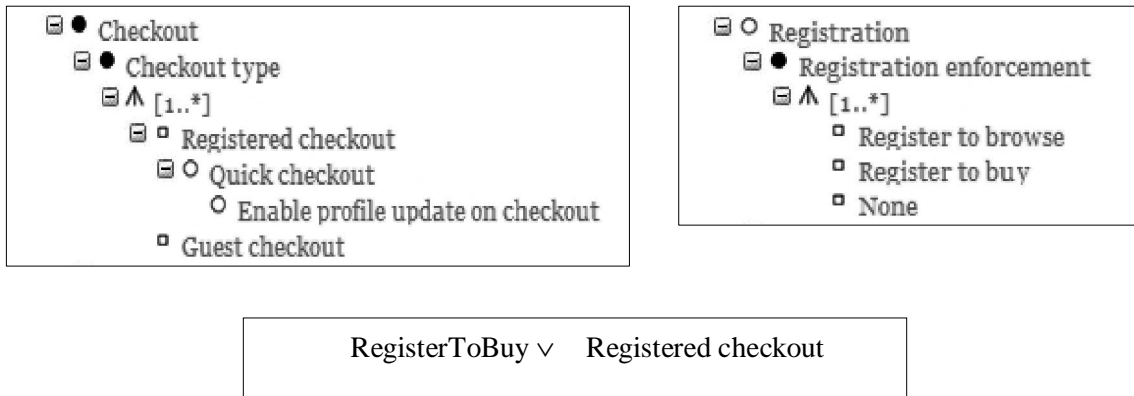 Checkout
Checkout type
[1..*]
Registered checkout
Quick checkout
Enable profile update on checkout
Guest checkout
Registration
Registration enforcement
[1..*]
Register to browse
Register to buy
None
RegisterToBuy ∨ Registered checkout